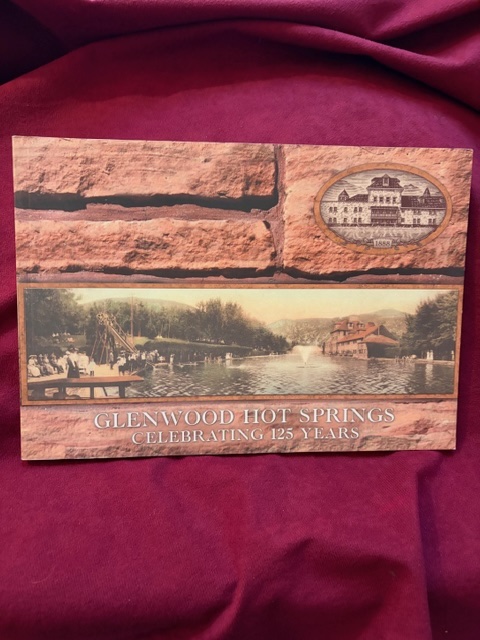 1888
GLENWOOD HOT SPRINGS
CELEBRATING 125 YEARS